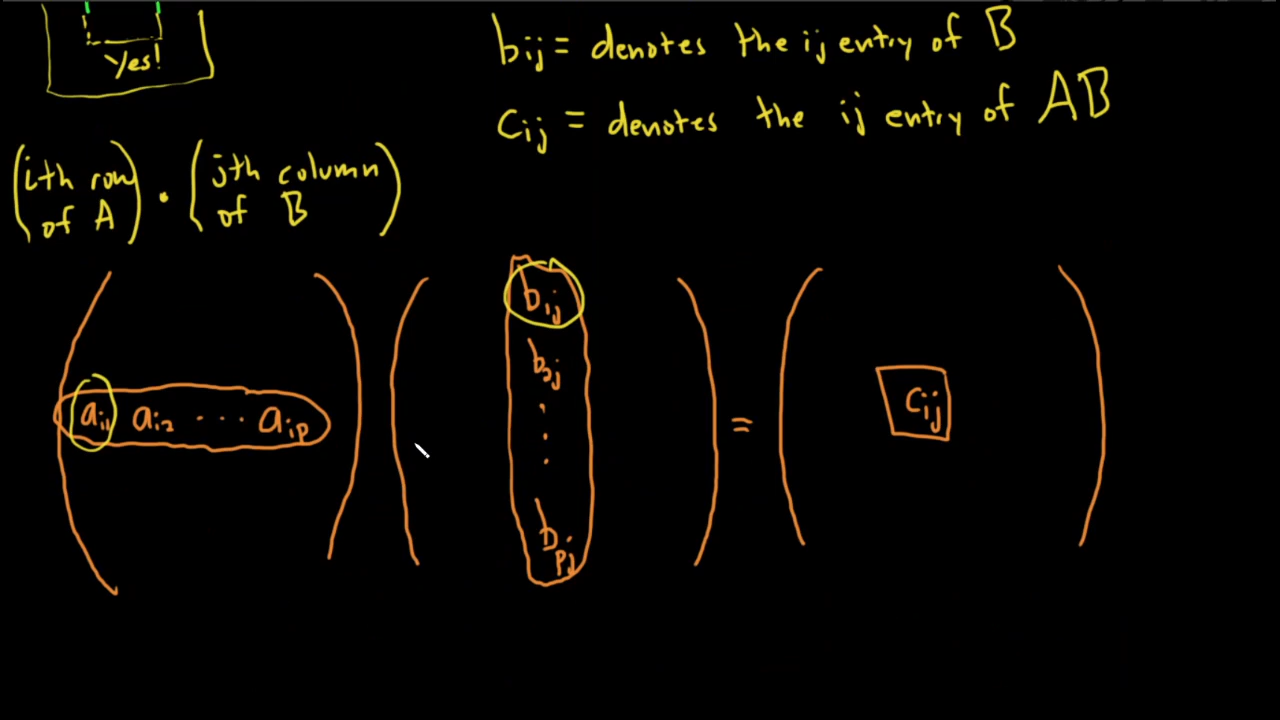 Yes!
bij = denotes the ij entry of B
cij = denotes the ij entry of AB
(ith row of A) · (jth column of B)
bij
b2j
ai1 ai2 ... aip
=
cij
bpj